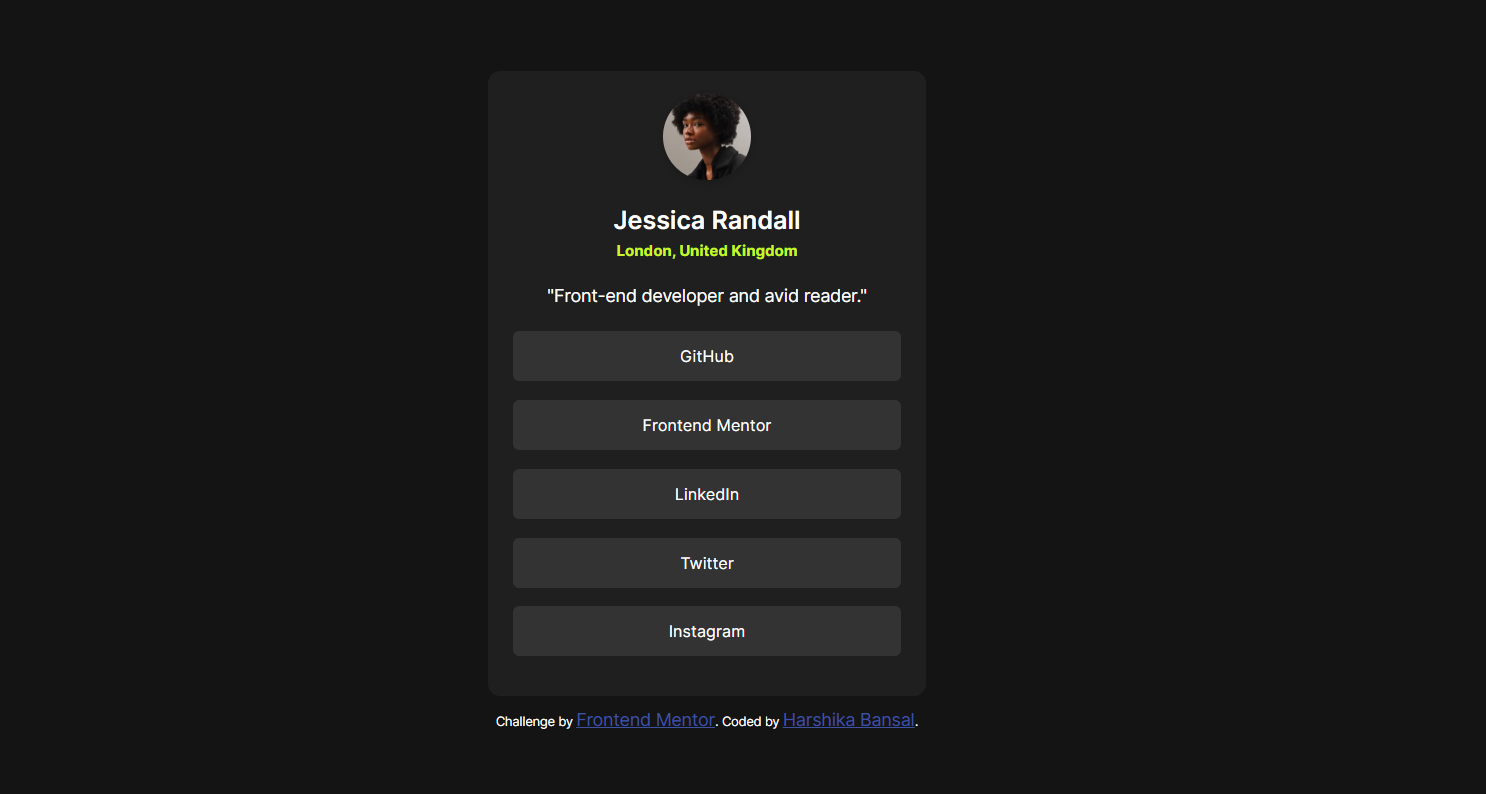 Jessica Randall
London, United Kingdom
"Front-end developer and avid reader."
GitHub
Frontend Mentor
LinkedIn
Twitter
Instagram
Challenge by Frontend Mentor. Coded by Harshika Bansal.